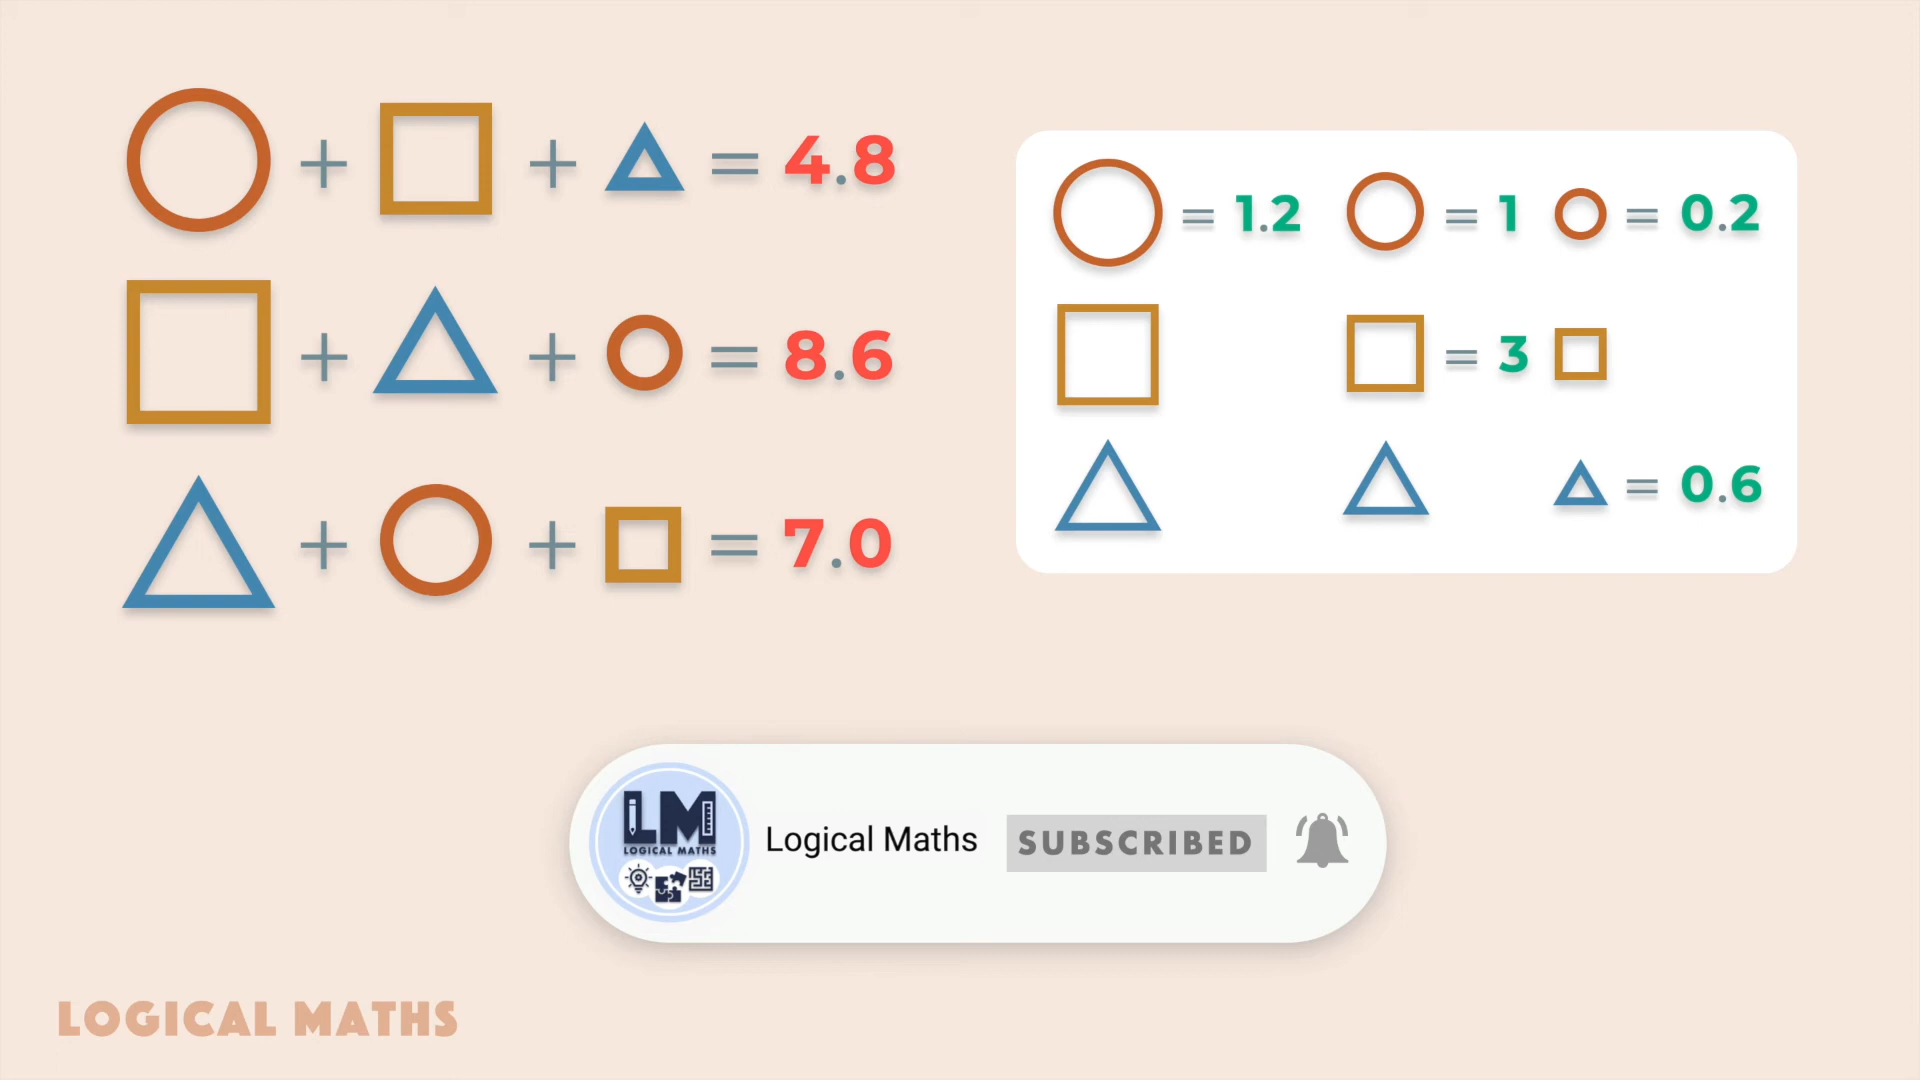 + + = 4.8
= 1.2 = 1 = 0.2
+ + = 8.6
= 3
+ + = 7.0
= 0.6
LM
LOGICAL MATHS
Logical Maths
SUBSCRIBED
LOGICAL MATHS